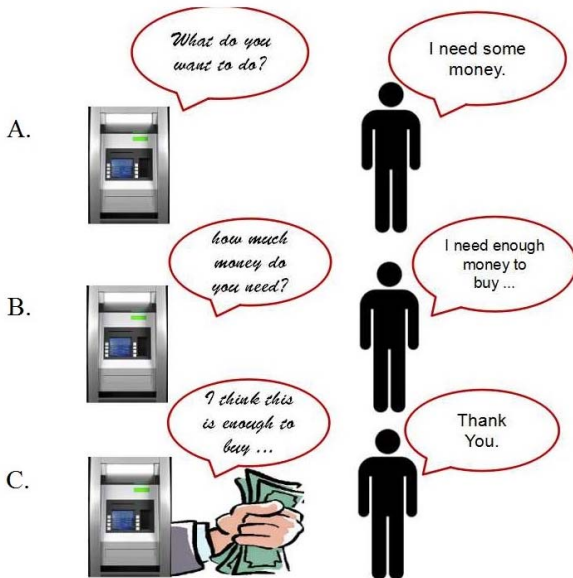 What do you
want to do?
I need some
money.
A.
how much
money do
you need?
I need enough
money to
buy ...
B.
I think this
is enough to
buy ...
Thank
You.
C.